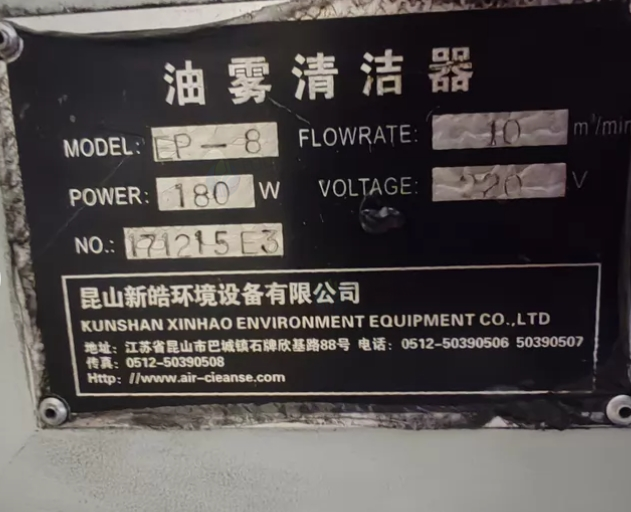 油雾清洁器
MODEL: EP-8 FLOWRATE: 10 m³/min
POWER: 180 W VOLTAGE: 220 V
NO.: 171215E3
昆山新皓环境设备有限公司
KUNSHAN XINHAO ENVIRONMENT EQUIPMENT CO.,LTD
地址: 江苏省昆山市巴城镇石牌欣基路88号 电话: 0512-50390506 50390507
传真: 0512-50390508
Http: //www.air-cleanse.com